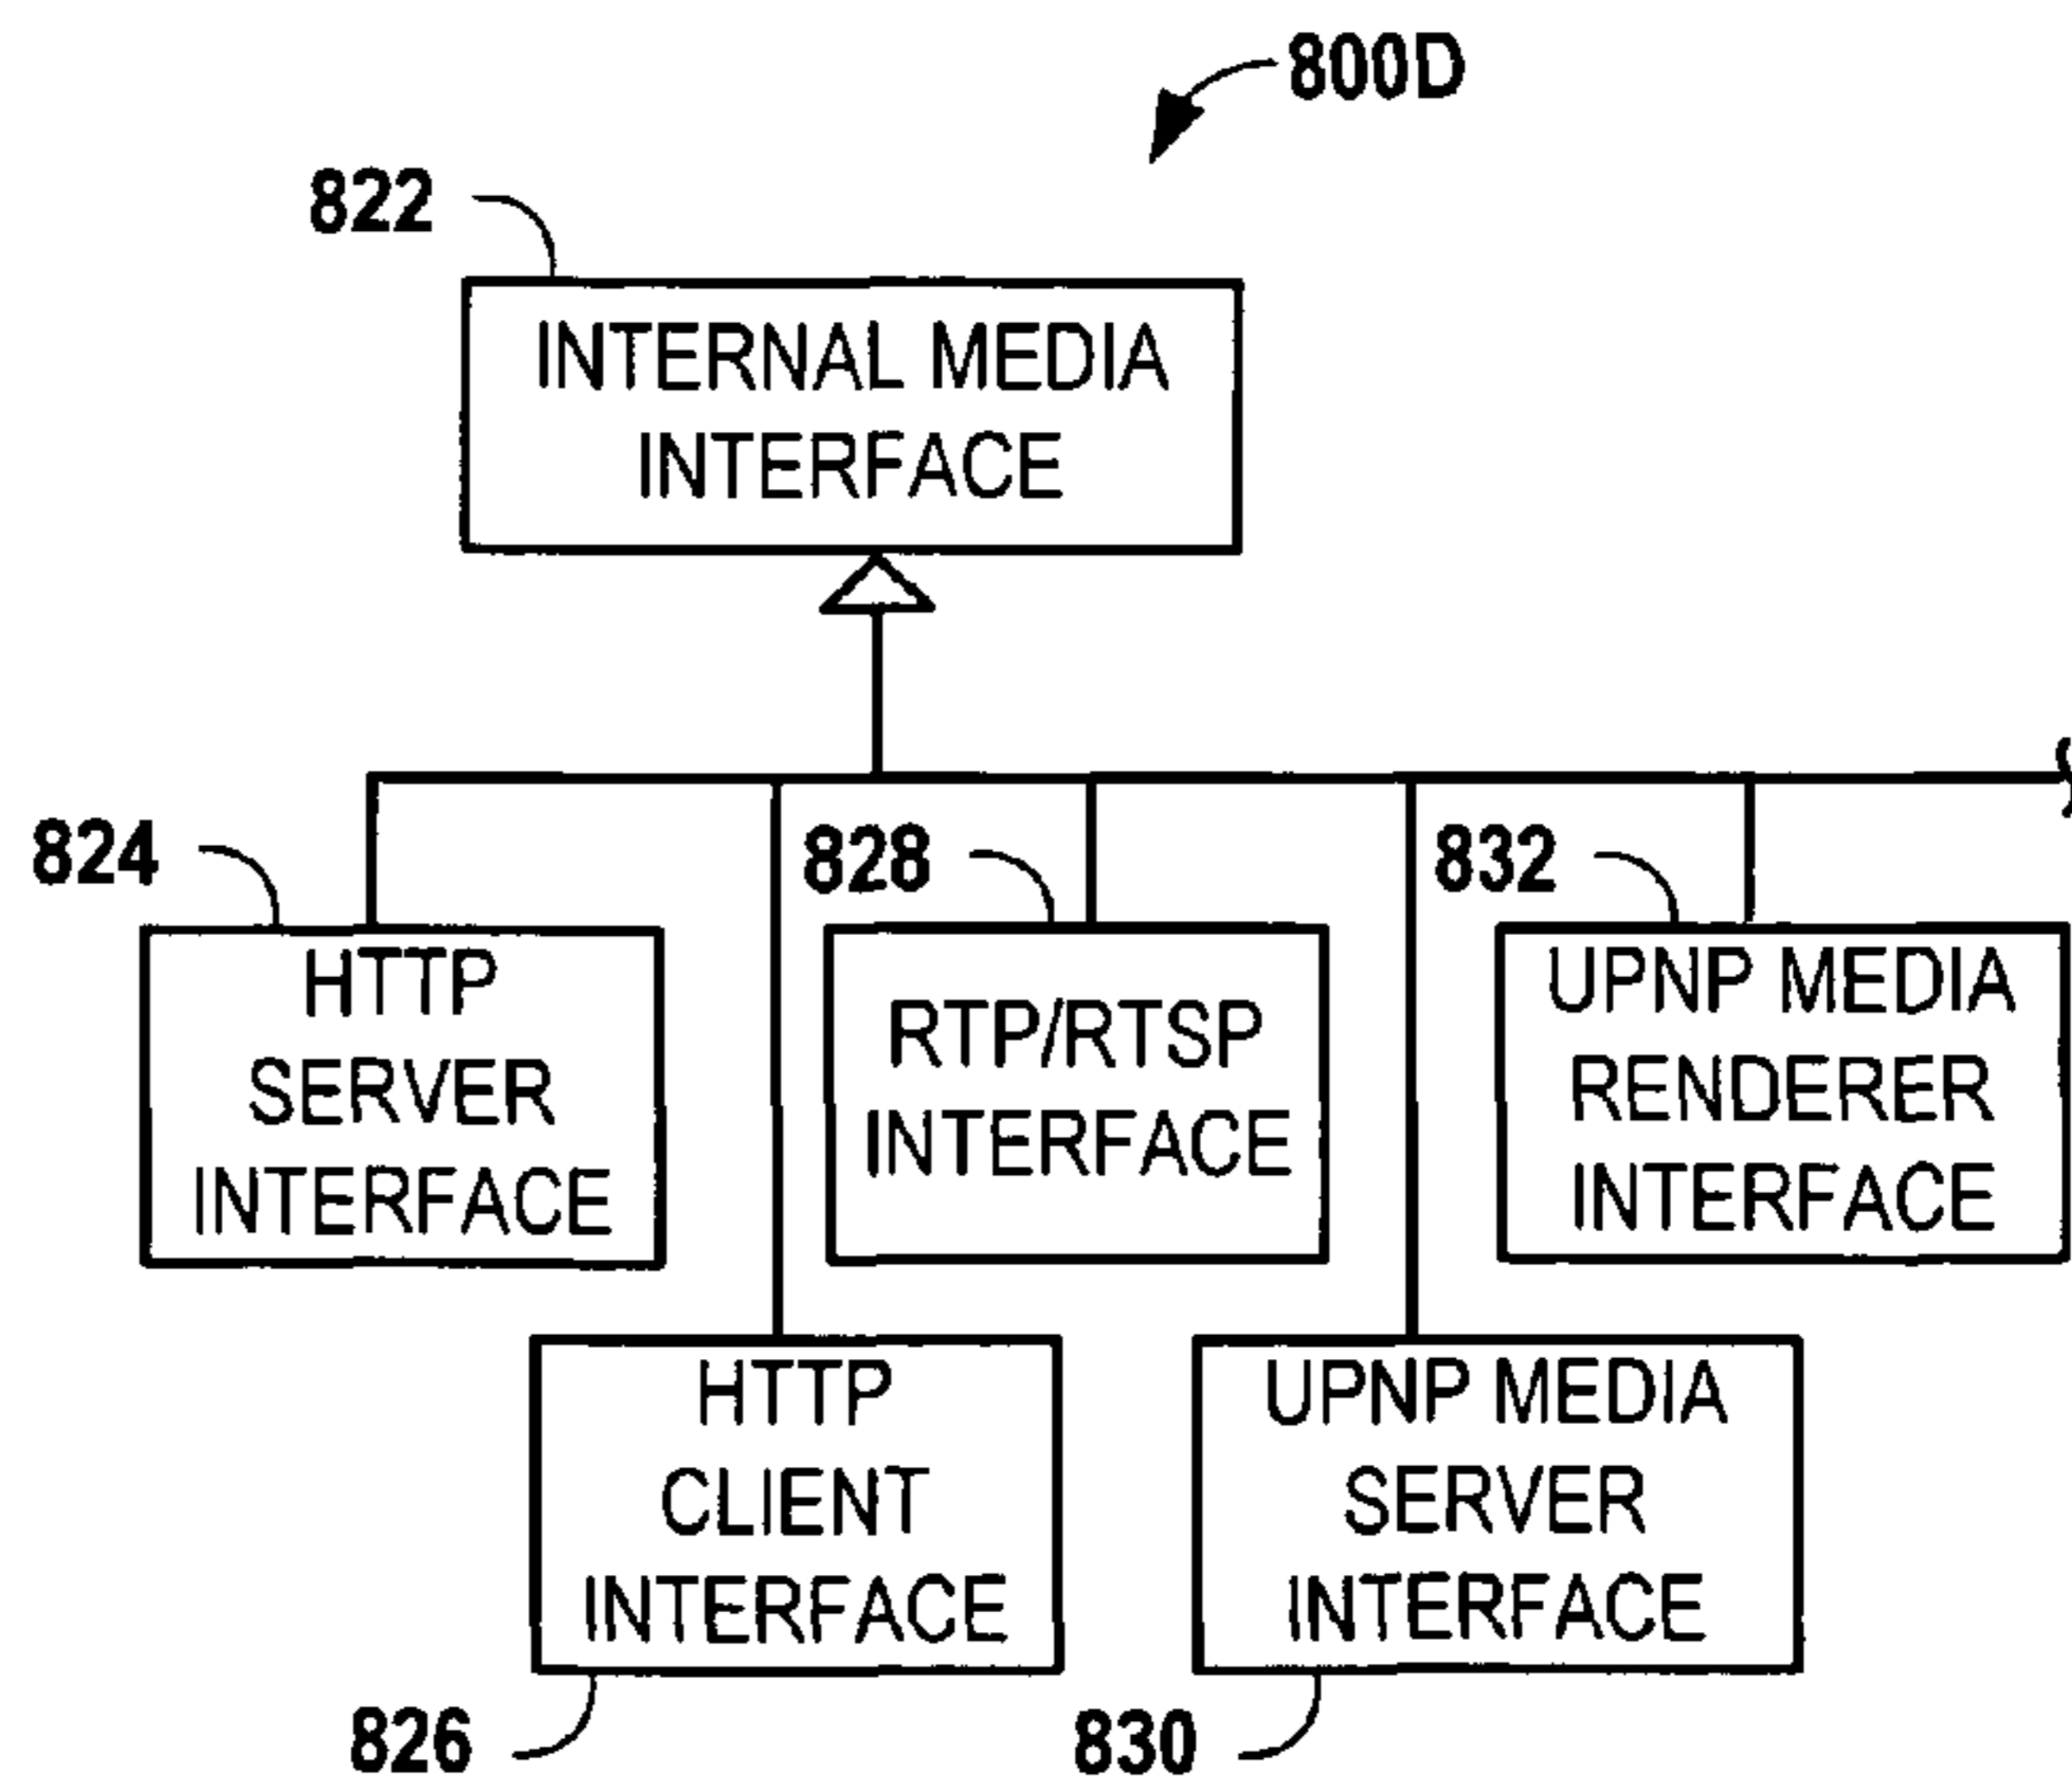 800D
822
INTERNAL MEDIA
INTERFACE
824
828
832
HTTP
SERVER
INTERFACE
RTP/RTSP
INTERFACE
UPNP MEDIA
RENDERER
INTERFACE
HTTP
CLIENT
INTERFACE
UPNP MEDIA
SERVER
INTERFACE
826
830